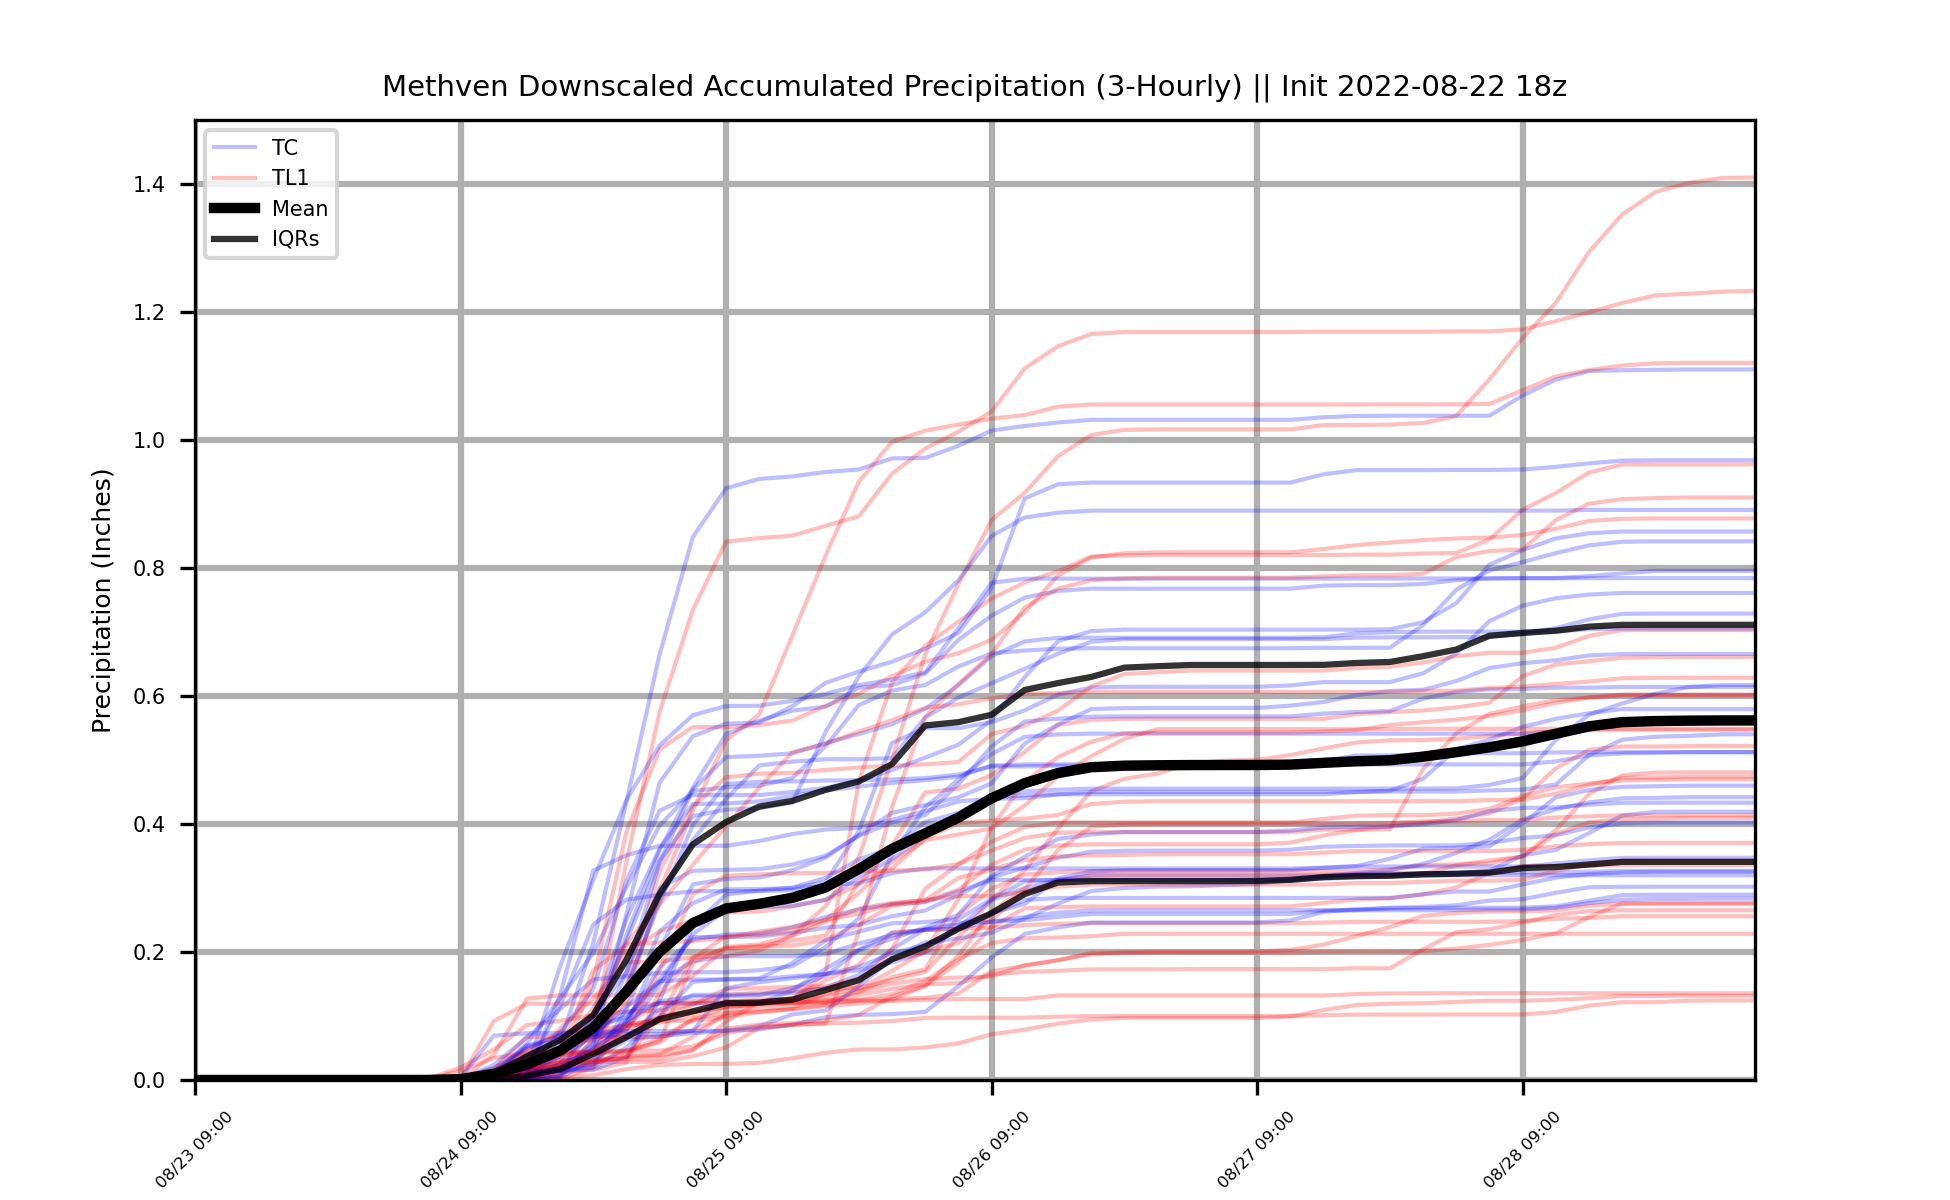 Methven Downscaled Accumulated Precipitation (3-Hourly) || Init 2022-08-22 18z
TC
TL1
Mean
IQRs
Precipitation (Inches)
1.4
1.2
1.0
0.8
0.6
0.4
0.2
0.0
08/23 09:00
08/24 09:00
08/25 09:00
08/26 09:00
08/27 09:00
08/28 09:00